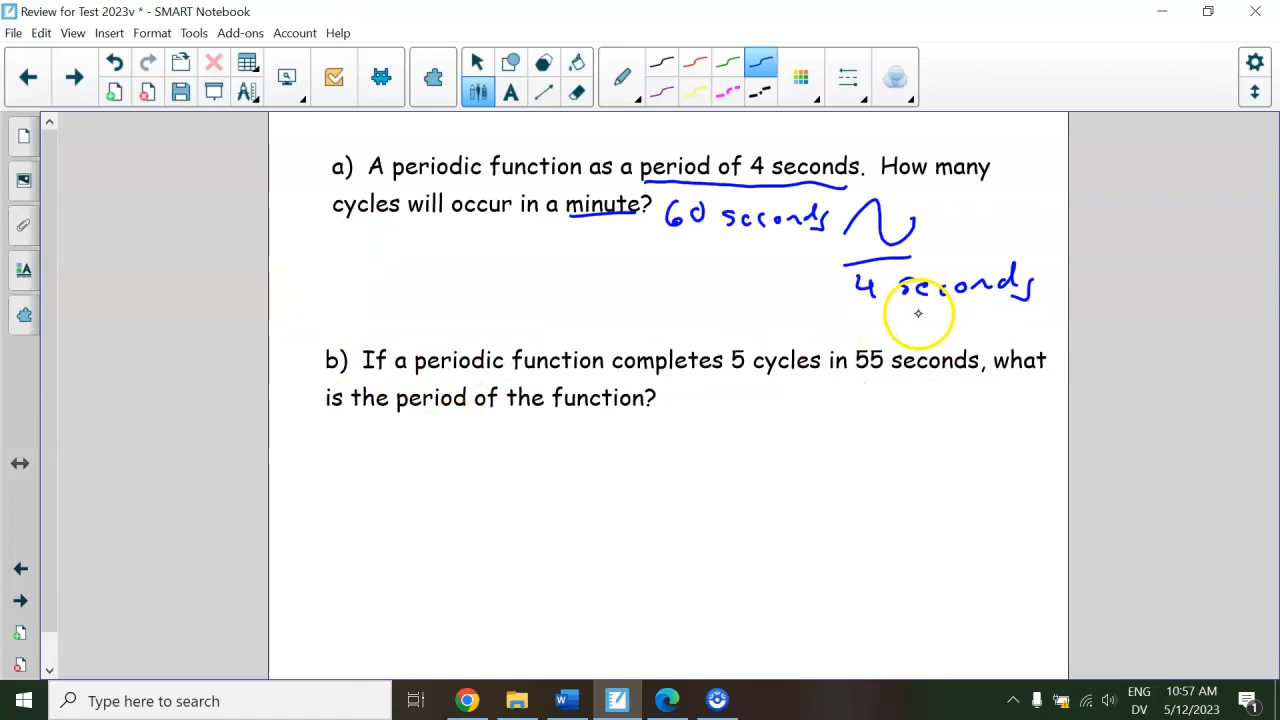 Review for Test 2023v * - SMART Notebook
File Edit View Insert Format Tools Add-ons Account Help
a) A periodic function as a period of 4 seconds. How many
cycles will occur in a minute? 60 seconds
4 seconds
b) If a periodic function completes 5 cycles in 55 seconds, what
is the period of the function?
Type here to search
ENG 10:57 AM
DV 5/12/2023
1